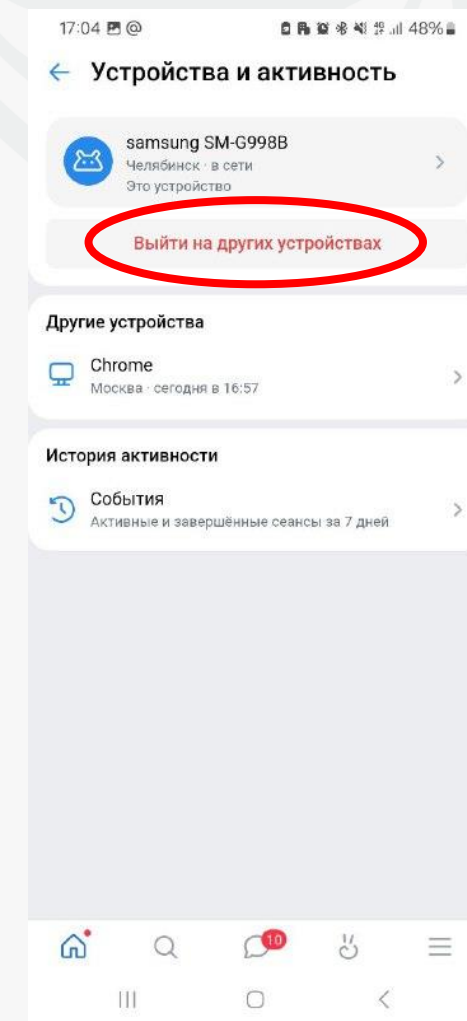 17:04 @ 48%
Устройства и активность
samsung SM-G998B
Челябинск · в сети
Это устройство
Выйти на других устройствах
Другие устройства
Chrome
Москва · сегодня в 16:57
История активности
События
Активные и завершённые сеансы за 7 дней
10